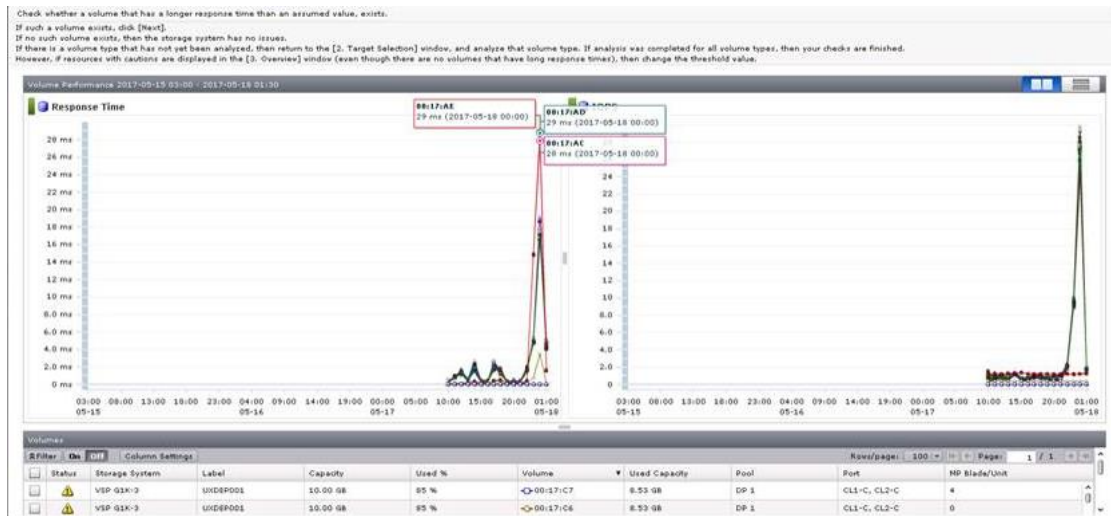 Check whether a volume that has a longer response time than an assumed value, exists.
If such a volume exists, click [Next].
If no such volume exists, then the storage system has no issues.
If there is a volume type that has not yet been analyzed, then return to the [2. Target Selection] window, and analyze that volume type. If analysis was completed for all volume types, then your checks are finished.
However, if resources with cautions are displayed in the [3. Overview] window (even though there are no volumes that have long response times), then change the threshold value.
Volume Performance 2017-05-15 03:00 - 2017-05-18 01:30
Response Time
00:17:AE
29 ms (2017-05-18 00:00)
00:17:AD
29 ms (2017-05-18 00:00)
00:17:AC
28 ms (2017-05-18 00:00)
28 ms
26 ms
24 ms
22 ms
20 ms
18 ms
16 ms
14 ms
12 ms
10 ms
8.0 ms
6.0 ms
4.0 ms
2.0 ms
0 ms
03:00 08:00 13:00 18:00 23:00 04:00 09:00 14:00 19:00 00:00 05:00 10:00 15:00 20:00 01:00
05-15 05-16 05-17 05-18
IOPS
24
22
20
18
16
14
12
10
8.0
6.0
4.0
2.0
0
03:00 08:00 13:00 18:00 23:00 04:00 09:00 14:00 19:00 00:00 05:00 10:00 15:00 20:00 01:00
05-15 05-16 05-17 05-18
Volumes
Filter On Off Column Settings Rows/page: 100 Page: 1 / 1
Status Storage System Label Capacity Used % Volume Used Capacity Pool Port MP Blade/Unit
VSP G1K-3 UXDEP001 10.00 GB 85 % 00:17:C7 8.53 GB DP 1 CL1-C, CL2-C 4
VSP G1K-3 UXDEP001 10.00 GB 85 % 00:17:C6 8.53 GB DP 1 CL1-C, CL2-C 0